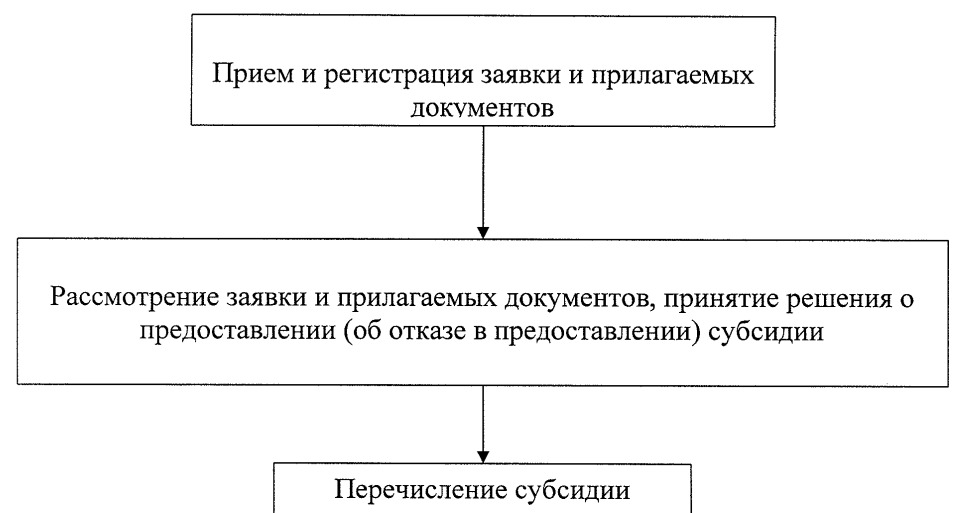 Прием и регистрация заявки и прилагаемых
документов
Рассмотрение заявки и прилагаемых документов, принятие решения о
предоставлении (об отказе в предоставлении) субсидии
Перечисление субсидии